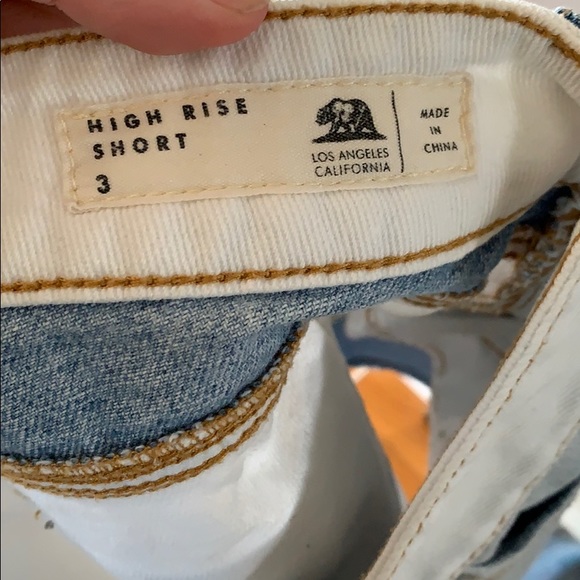 HIGH RISE
SHORT
3
LOS ANGELES
CALIFORNIA
MADE
IN
CHINA